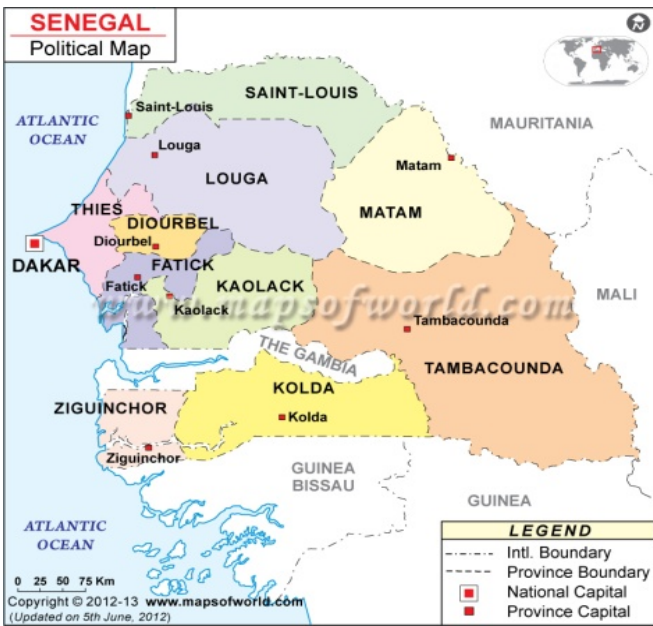 SENEGAL
Political Map
SAINT-LOUIS
Saint-Louis
ATLANTIC
OCEAN
MAURITANIA
Louga
LOUGA
Matam
MATAM
THIES
DIOURBEL
Diourbel
DAKAR
FATICK
Fatick
KAOLACK
Kaolack
www.mapsofworld.com
MALI
Tambacounda
TAMBACOUNDA
THE GAMBIA
KOLDA
Kolda
ZIGUINCHOR
Ziguinchor
GUINEA
BISSAU
GUINEA
ATLANTIC
OCEAN
LEGEND
Intl. Boundary
Province Boundary
National Capital
Province Capital
0 25 50 75 Km
Copyright © 2012-13 www.mapsofworld.com
(Updated on 5th June, 2012)